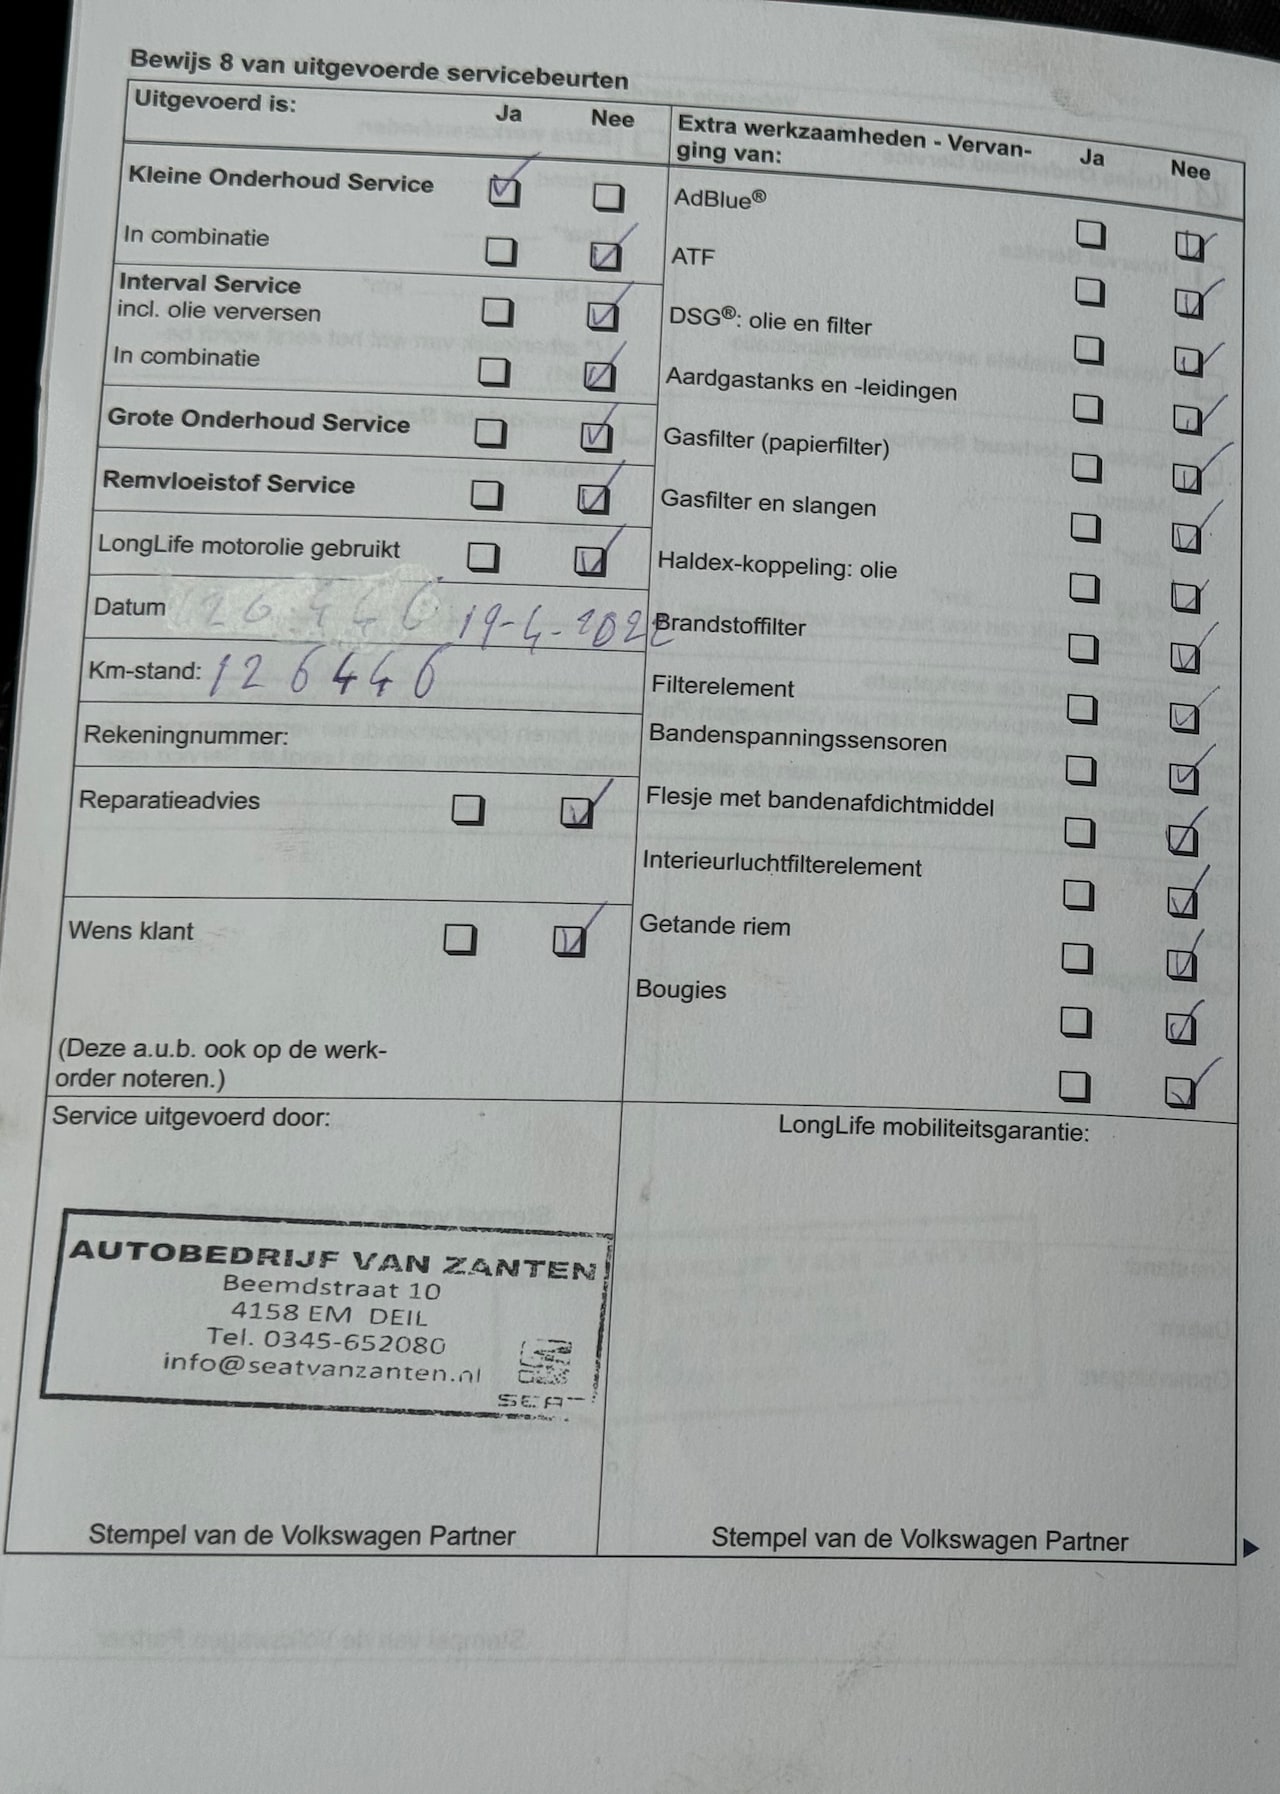 Bewijs 8 van uitgevoerde servicebeurten
Uitgevoerd is: Ja Nee
Kleine Onderhoud Service
In combinatie
Interval Service
incl. olie verversen
In combinatie
Grote Onderhoud Service
Remvloeistof Service
LongLife motorolie gebruikt
Datum 126446 19-4-202
Km-stand: 126446
Rekeningnummer:
Reparatieadvies
Wens klant
(Deze a.u.b. ook op de werk-
order noteren.)
Extra werkzaamheden - Vervan-
ging van: Ja Nee
AdBlue®
ATF
DSG®: olie en filter
Aardgastanks en -leidingen
Gasfilter (papierfilter)
Gasfilter en slangen
Haldex-koppeling: olie
Brandstoffilter
Filterelement
Bandenspanningssensoren
Flesje met bandenafdichtmiddel
Interieurluchtfilterelement
Getande riem
Bougies
Service uitgevoerd door:
AUTOBEDRIJF VAN ZANTEN
Beemdstraat 10
4158 EM DEIL
Tel. 0345-652080
info@seatvanzanten.nl
SEAT
Stempel van de Volkswagen Partner
LongLife mobiliteitsgarantie:
Stempel van de Volkswagen Partner